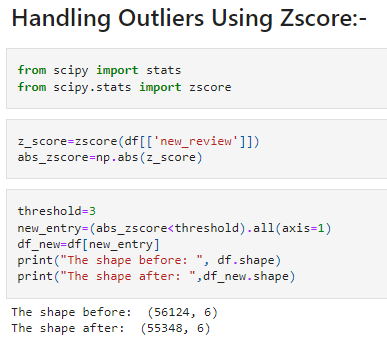 Handling Outliers Using Zscore:-
from scipy import stats
from scipy.stats import zscore
z_score=zscore(df[['new_review']])
abs_zscore=np.abs(z_score)
threshold=3
new_entry=(abs_zscore<threshold).all(axis=1)
df_new=df[new_entry]
print("The shape before: ", df.shape)
print("The shape after: ",df_new.shape)
The shape before:  (56124, 6)
The shape after:  (55348, 6)